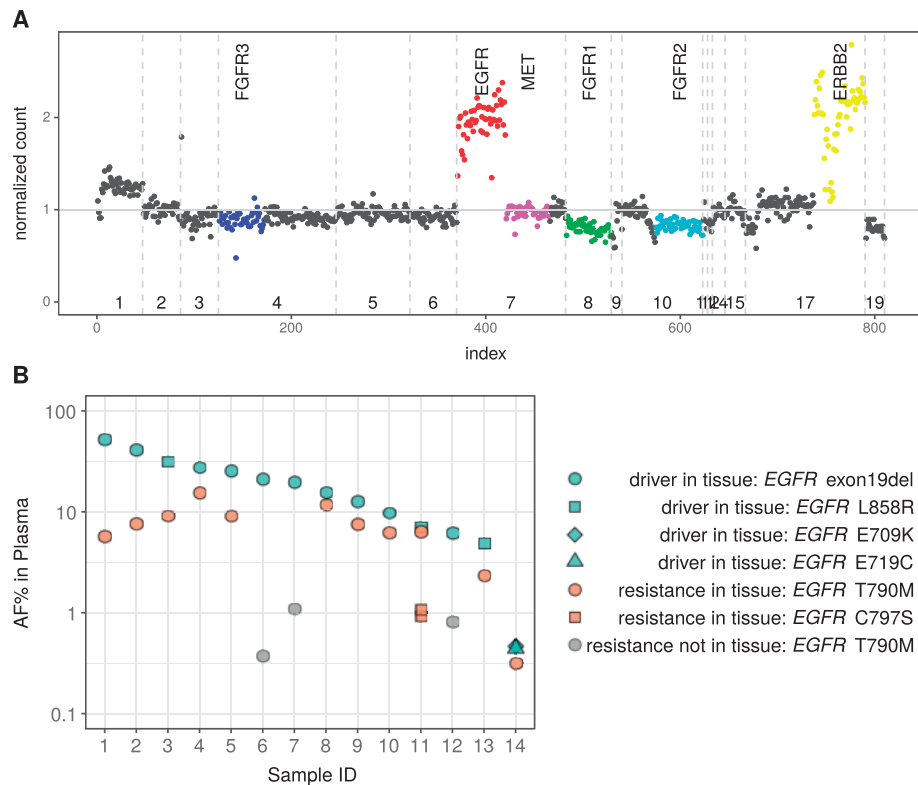 A
FGFR3
EGFR
MET
FGFR1
FGFR2
ERBB2
normalized count
2
1
0
1 2 3 4 5 6 7 8 9 10 15 17 19
0 200 400 600 800
index
B
AF% in Plasma
100
10
1
0.1
1 2 3 4 5 6 7 8 9 10 11 12 13 14
Sample ID
driver in tissue: EGFR exon19del
driver in tissue: EGFR L858R
driver in tissue: EGFR E709K
driver in tissue: EGFR E719C
resistance in tissue: EGFR T790M
resistance in tissue: EGFR C797S
resistance not in tissue: EGFR T790M